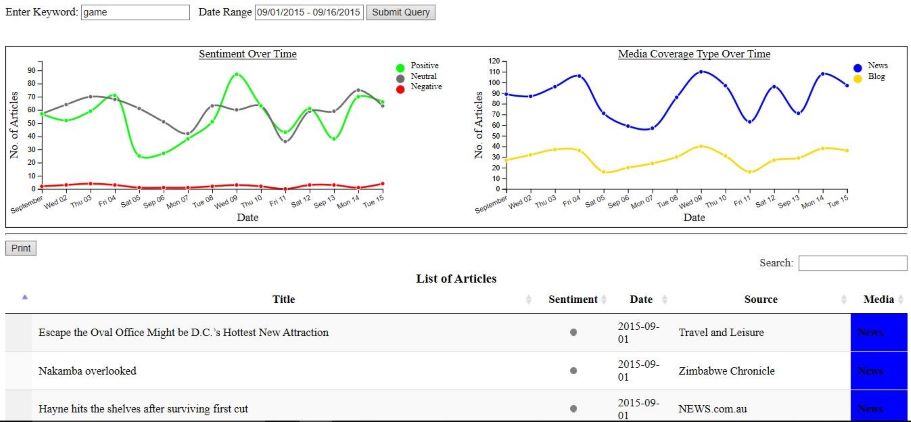 Enter Keyword: game Date Range 09/01/2015 - 09/16/2015 Submit Query
Sentiment Over Time
Positive
Neutral
Negative
No. of Articles
90
80
70
60
50
40
30
20
10
0
September Wed 02 Thu 03 Fri 04 Sat 05 Sep 06 Mon 07 Tue 08 Wed 09 Thu 10 Fri 11 Sat 12 Sep 13 Mon 14 Tue 15
Date
Media Coverage Type Over Time
News
Blog
No. of Articles
120
110
100
90
80
70
60
50
40
30
20
10
0
September Wed 02 Thu 03 Fri 04 Sat 05 Sep 06 Mon 07 Tue 08 Wed 09 Thu 10 Fri 11 Sat 12 Sep 13 Mon 14 Tue 15
Date
Print
Search:
List of Articles
Title Sentiment Date Source Media
Escape the Oval Office Might be D.C.'s Hottest New Attraction 2015-09-01 Travel and Leisure News
Nakamba overlooked 2015-09-01 Zimbabwe Chronicle News
Hayne hits the shelves after surviving first cut 2015-09-01 NEWS.com.au News